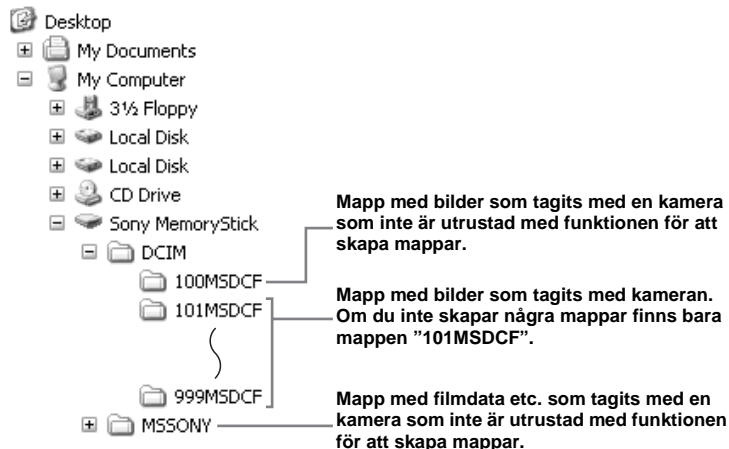 Desktop
My Documents
My Computer
3½ Floppy
Local Disk
Local Disk
CD Drive
Sony MemoryStick
DCIM
100MSDCF
101MSDCF
999MSDCF
MSSONY
Mapp med bilder som tagits med en kamera
som inte är utrustad med funktionen för att
skapa mappar.
Mapp med bilder som tagits med kameran.
Om du inte skapar några mappar finns bara
mappen ”101MSDCF”.
Mapp med filmdata etc. som tagits med en
kamera som inte är utrustad med funktionen
för att skapa mappar.